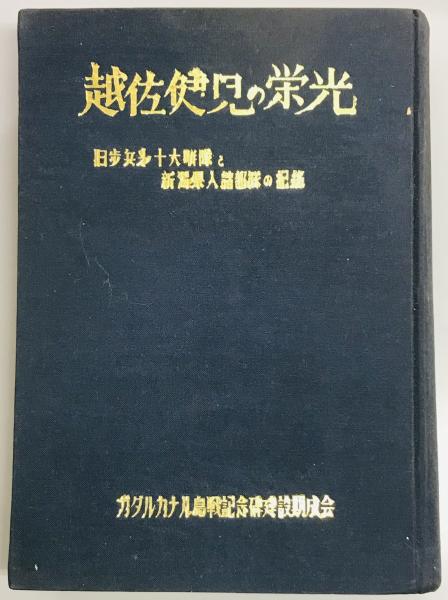 越佐健児の栄光
旧歩兵第十六聯隊と
新潟県人諸部隊の記録
ガダルカナル島戦記念碑建設期成会